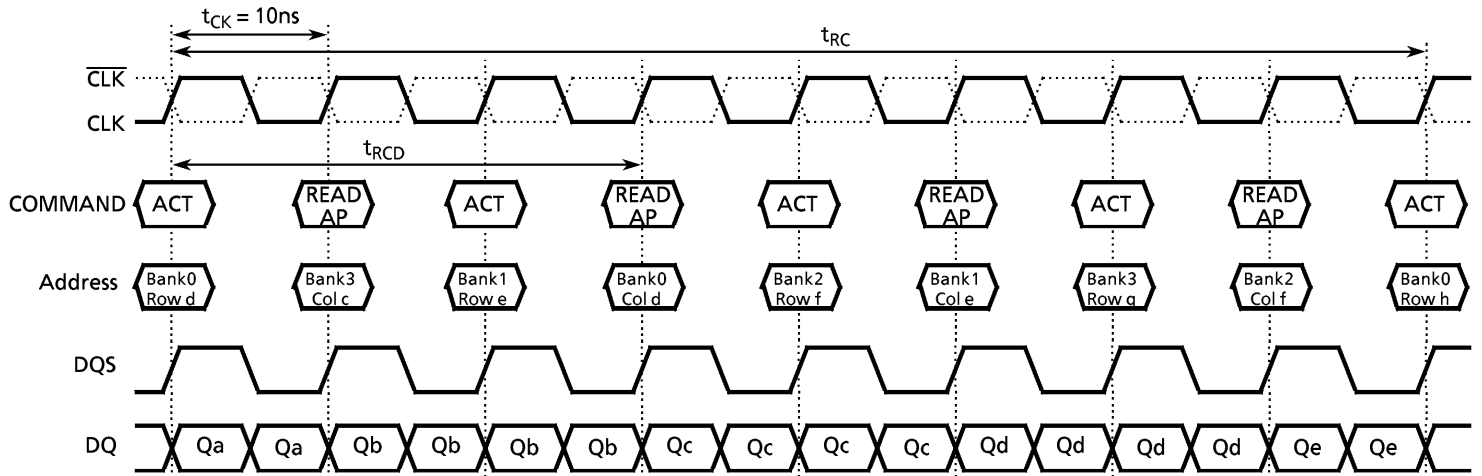 tCK = 10ns
tRC
CLK
CLK
tRCD
COMMAND ACT READ AP ACT READ AP ACT READ AP ACT READ AP ACT
Address Bank0 Row d Bank3 Col c Bank1 Row e Bank0 Col d Bank2 Row f Bank1 Col e Bank3 Row g Bank2 Col f Bank0 Row h
DQS
DQ Qa Qa Qb Qb Qb Qb Qc Qc Qc Qc Qd Qd Qd Qd Qe Qe